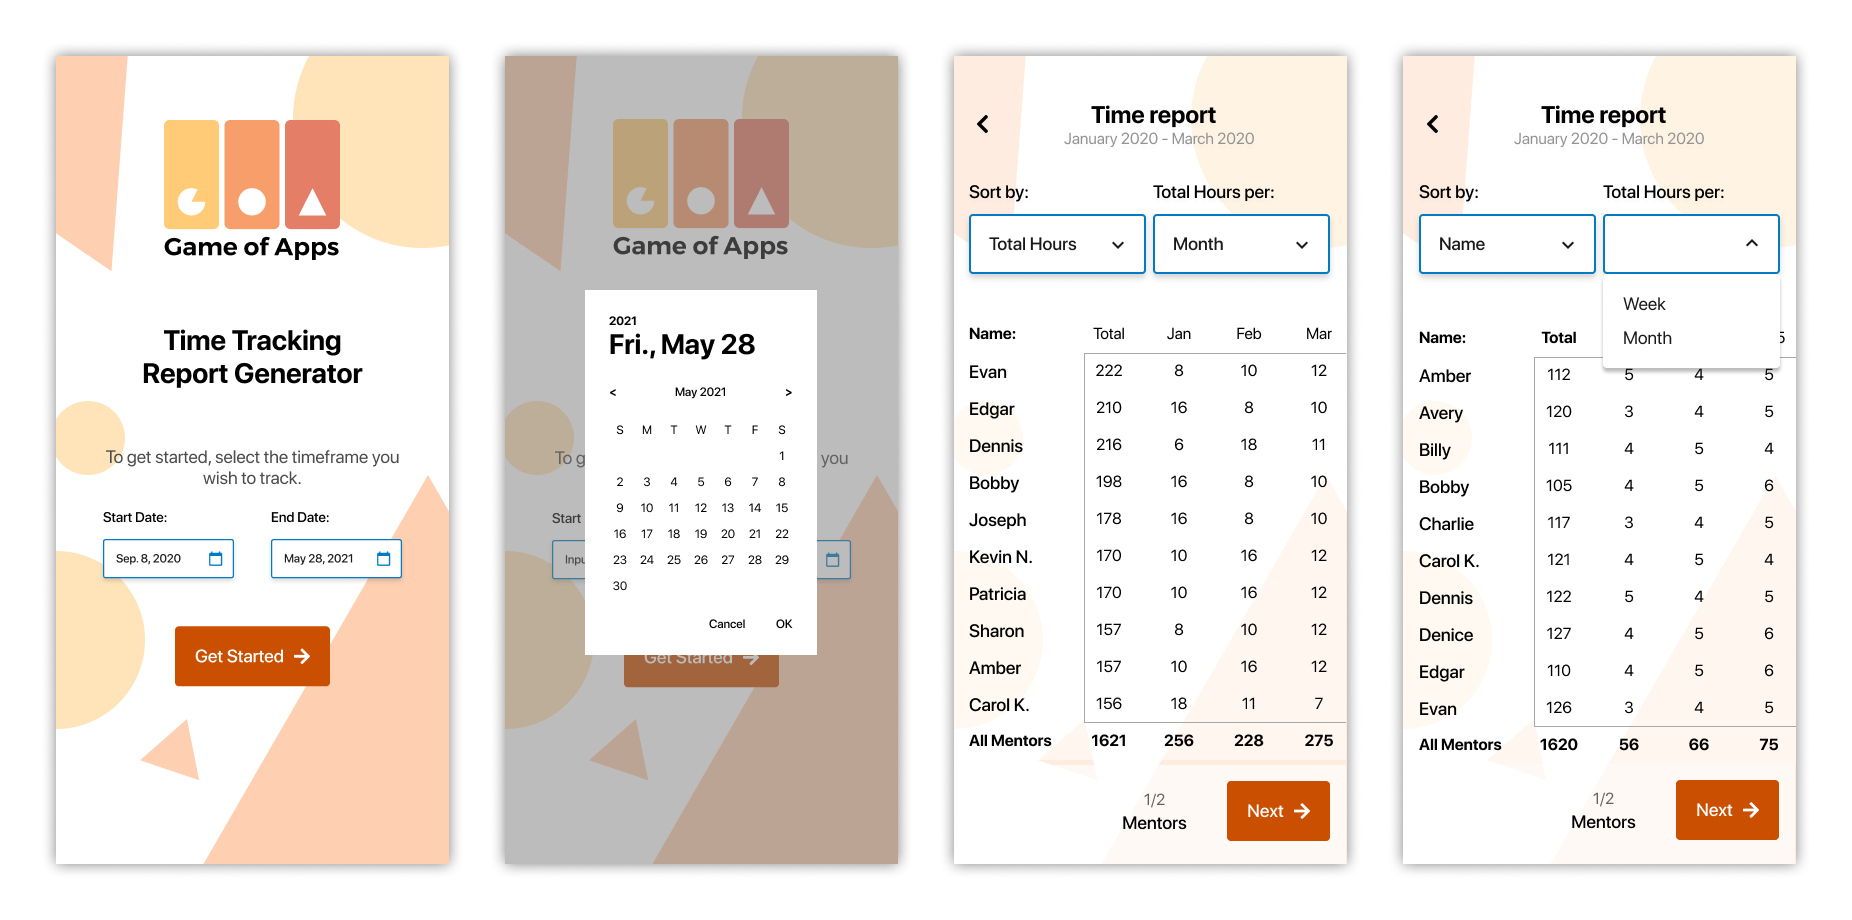 Game of Apps
Time Tracking
Report Generator
To get started, select the timeframe you
wish to track.
Start Date: End Date:
Sep. 8, 2020 May 28, 2021
Get Started
Game of Apps
2021
Fri., May 28
< May 2021 >
S M T W T F S
1
2 3 4 5 6 7 8
9 10 11 12 13 14 15
16 17 18 19 20 21 22
23 24 25 26 27 28 29
30
Cancel OK
To g you
Start
Inpu
Get Started
Time report
January 2020 - March 2020
Sort by: Total Hours per:
Total Hours Month
Name: Total Jan Feb Mar
Evan 222 8 10 12
Edgar 210 16 8 10
Dennis 216 6 18 11
Bobby 198 16 8 10
Joseph 178 16 8 10
Kevin N. 170 10 16 12
Patricia 170 10 16 12
Sharon 157 8 10 12
Amber 157 10 16 12
Carol K. 156 18 11 7
All Mentors 1621 256 228 275
1/2
Mentors
Next
Time report
January 2020 - March 2020
Sort by: Total Hours per:
Name
Week
Month
Name: Total 5
Amber 112 5 4 5
Avery 120 3 4 5
Billy 111 4 5 4
Bobby 105 4 5 6
Charlie 117 3 4 5
Carol K. 121 4 5 4
Dennis 122 5 4 5
Denice 127 4 5 6
Edgar 110 4 5 6
Evan 126 3 4 5
All Mentors 1620 56 66 75
1/2
Mentors
Next